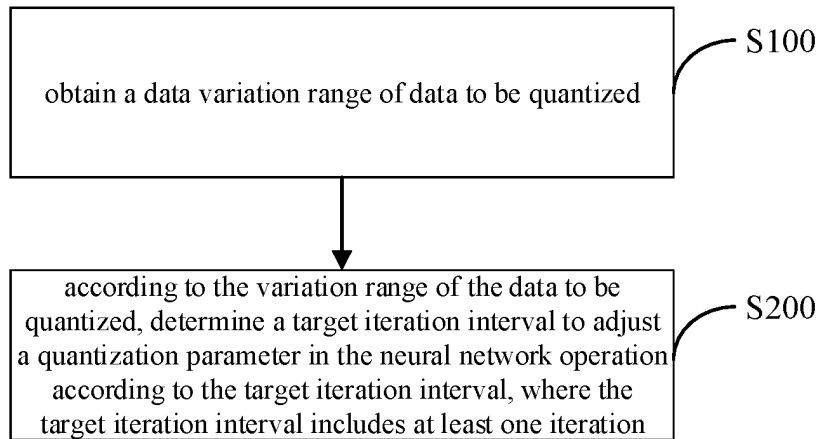 obtain a data variation range of data to be quantized
S100
according to the variation range of the data to be
quantized, determine a target iteration interval to adjust
a quantization parameter in the neural network operation
according to the target iteration interval, where the
target iteration interval includes at least one iteration
S200